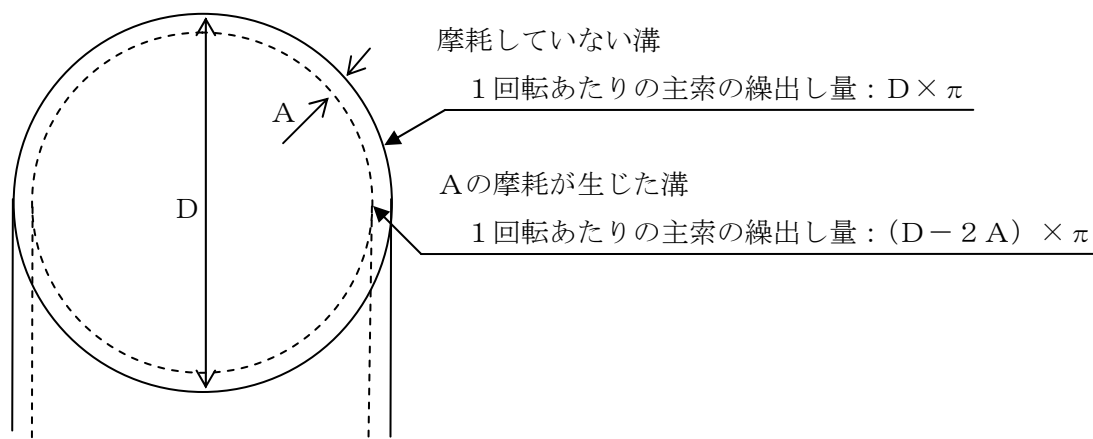 摩耗していない溝
1回転あたりの主索の繰出し量：D×π
A
Aの摩耗が生じた溝
D
1回転あたりの主索の繰出し量：(D－2A)×π